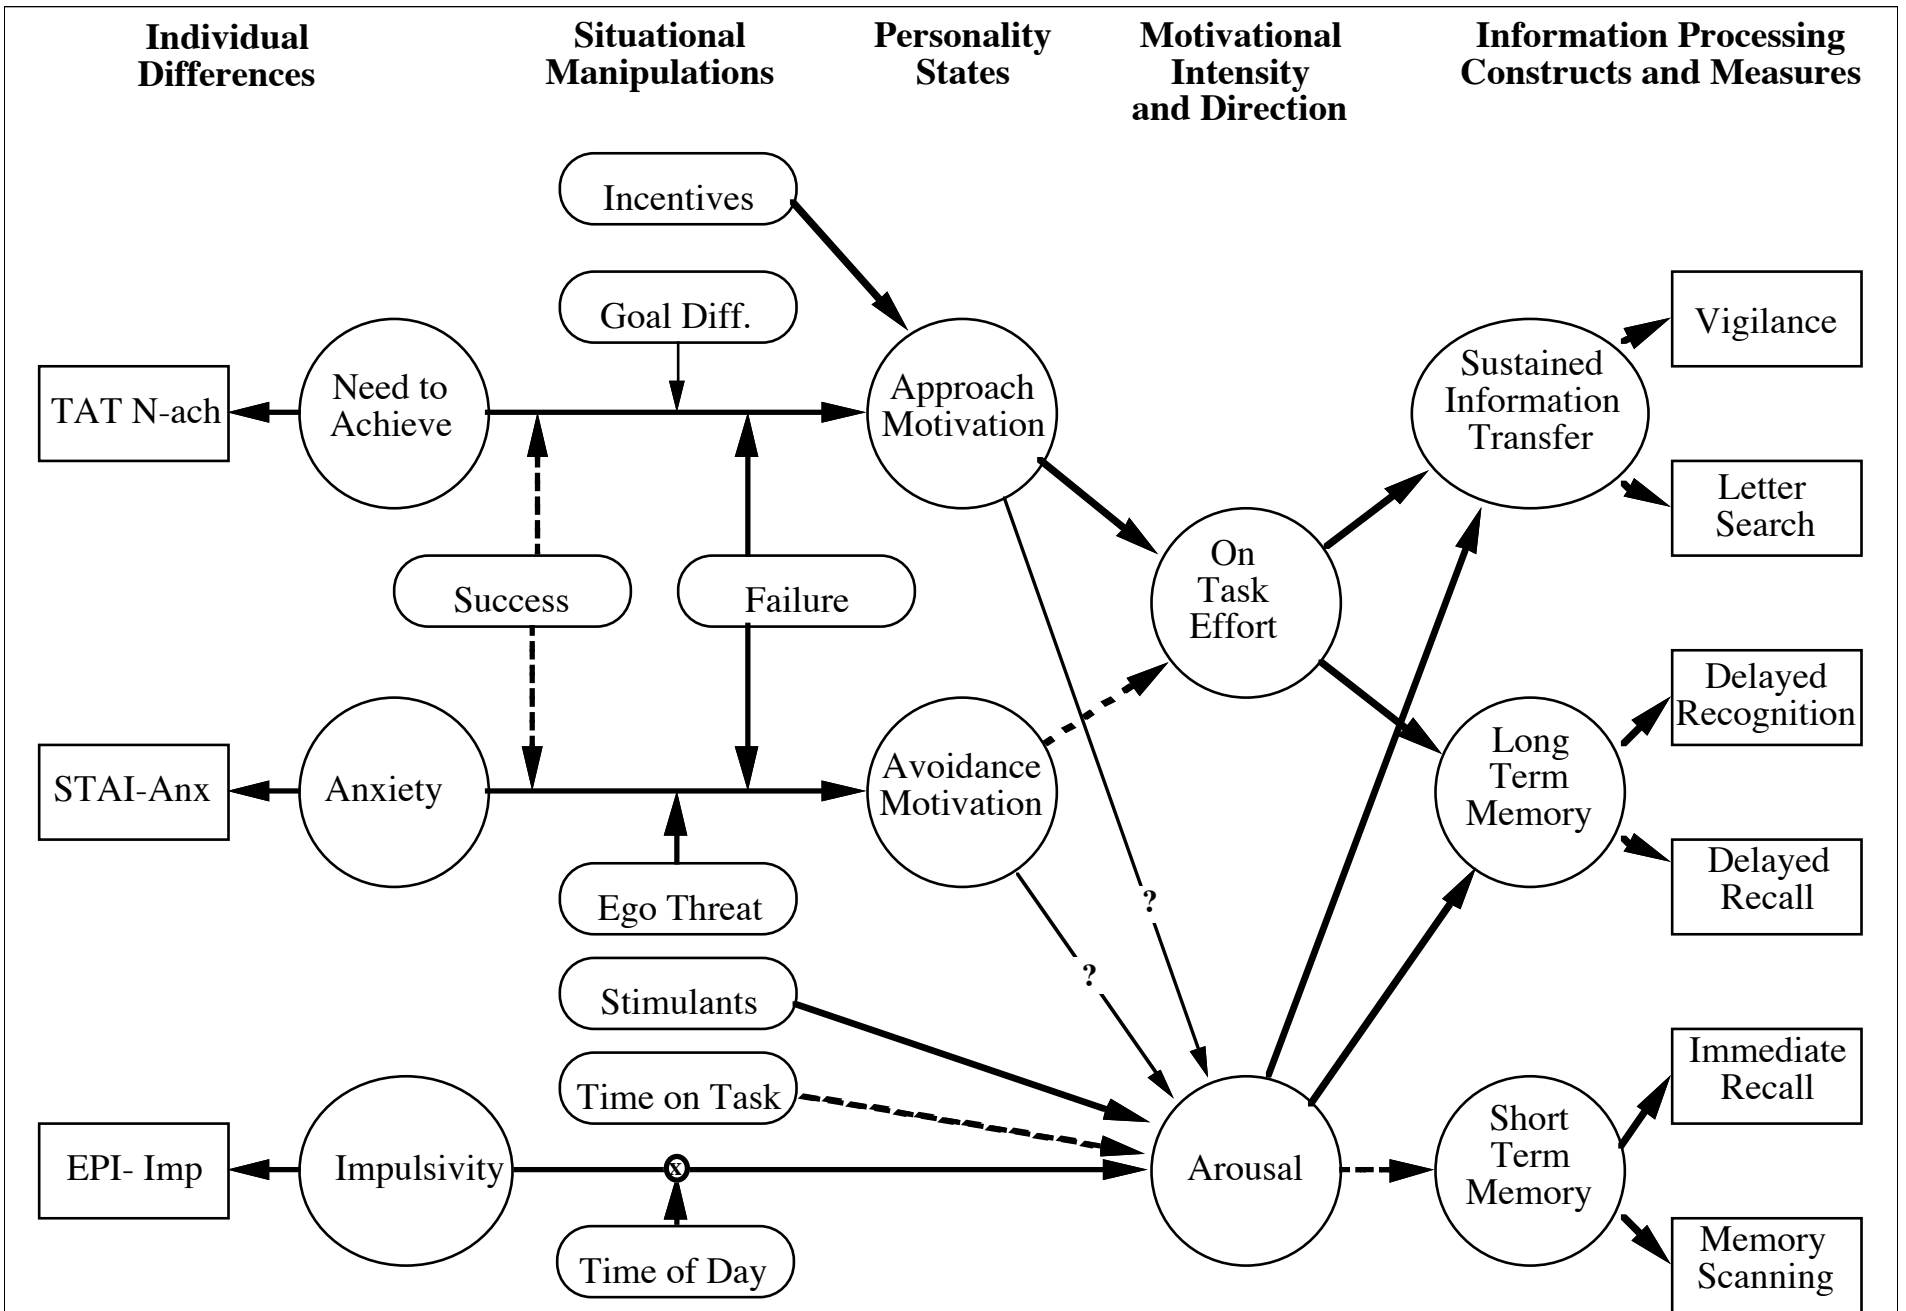 Individual
Differences
Situational
Manipulations
Personality
States
Motivational
Intensity
and Direction
Information Processing
Constructs and Measures
Incentives
Goal Diff.
Vigilance
TAT N-ach
Need to
Achieve
Approach
Motivation
Sustained
Information
Transfer
Letter
Search
Success
Failure
On
Task
Effort
Delayed
Recognition
STAI-Anx
Anxiety
Avoidance
Motivation
Long
Term
Memory
Ego Threat
?
Delayed
Recall
Stimulants
?
Time on Task
Immediate
Recall
EPI- Imp
Impulsivity
x
Arousal
Short
Term
Memory
Time of Day
Memory
Scanning